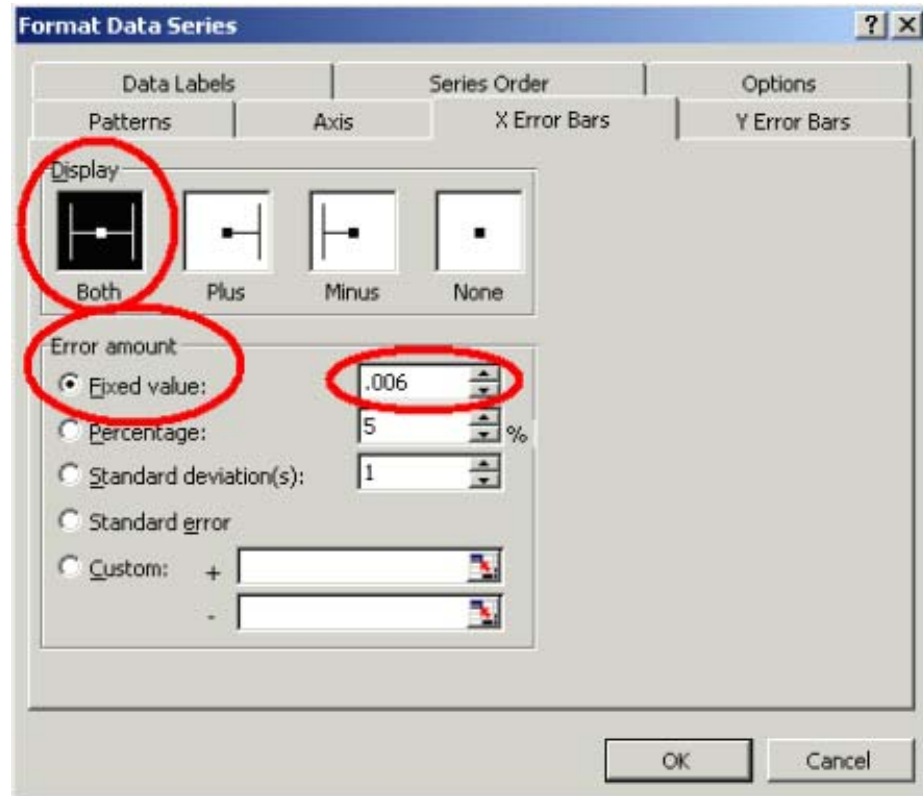 Format Data Series
Data Labels Series Order Options
Patterns Axis X Error Bars Y Error Bars
Display
Both Plus Minus None
Error amount
Fixed value: .006
Percentage: 5 %
Standard deviation(s): 1
Standard error
Custom: +
-
OK Cancel